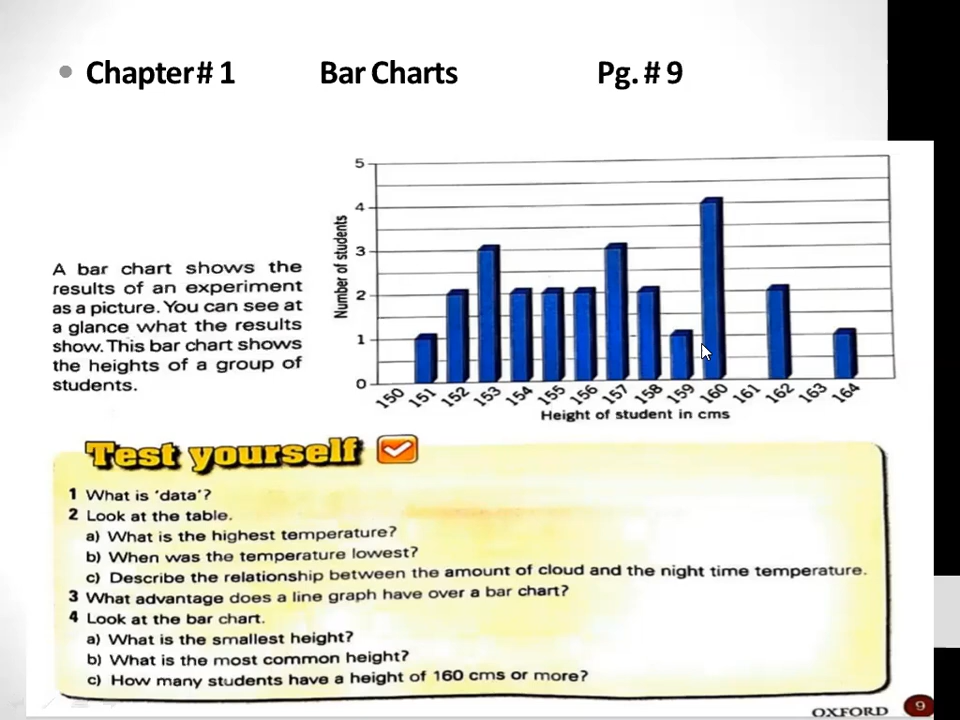 Chapter# 1 Bar Charts Pg. # 9
A bar chart shows the
results of an experiment
as a picture. You can see at
a glance what the results
show. This bar chart shows
the heights of a group of
students.
Number of students
5
4
3
2
1
0
150 151 152 153 154 155 156 157 158 159 160 161 162 163 164
Height of student in cms
Test yourself
1 What is 'data'?
2 Look at the table.
a) What is the highest temperature?
b) When was the temperature lowest?
c) Describe the relationship between the amount of cloud and the night time temperature.
3 What advantage does a line graph have over a bar chart?
4 Look at the bar chart.
a) What is the smallest height?
b) What is the most common height?
c) How many students have a height of 160 cms or more?
OXFORD 9